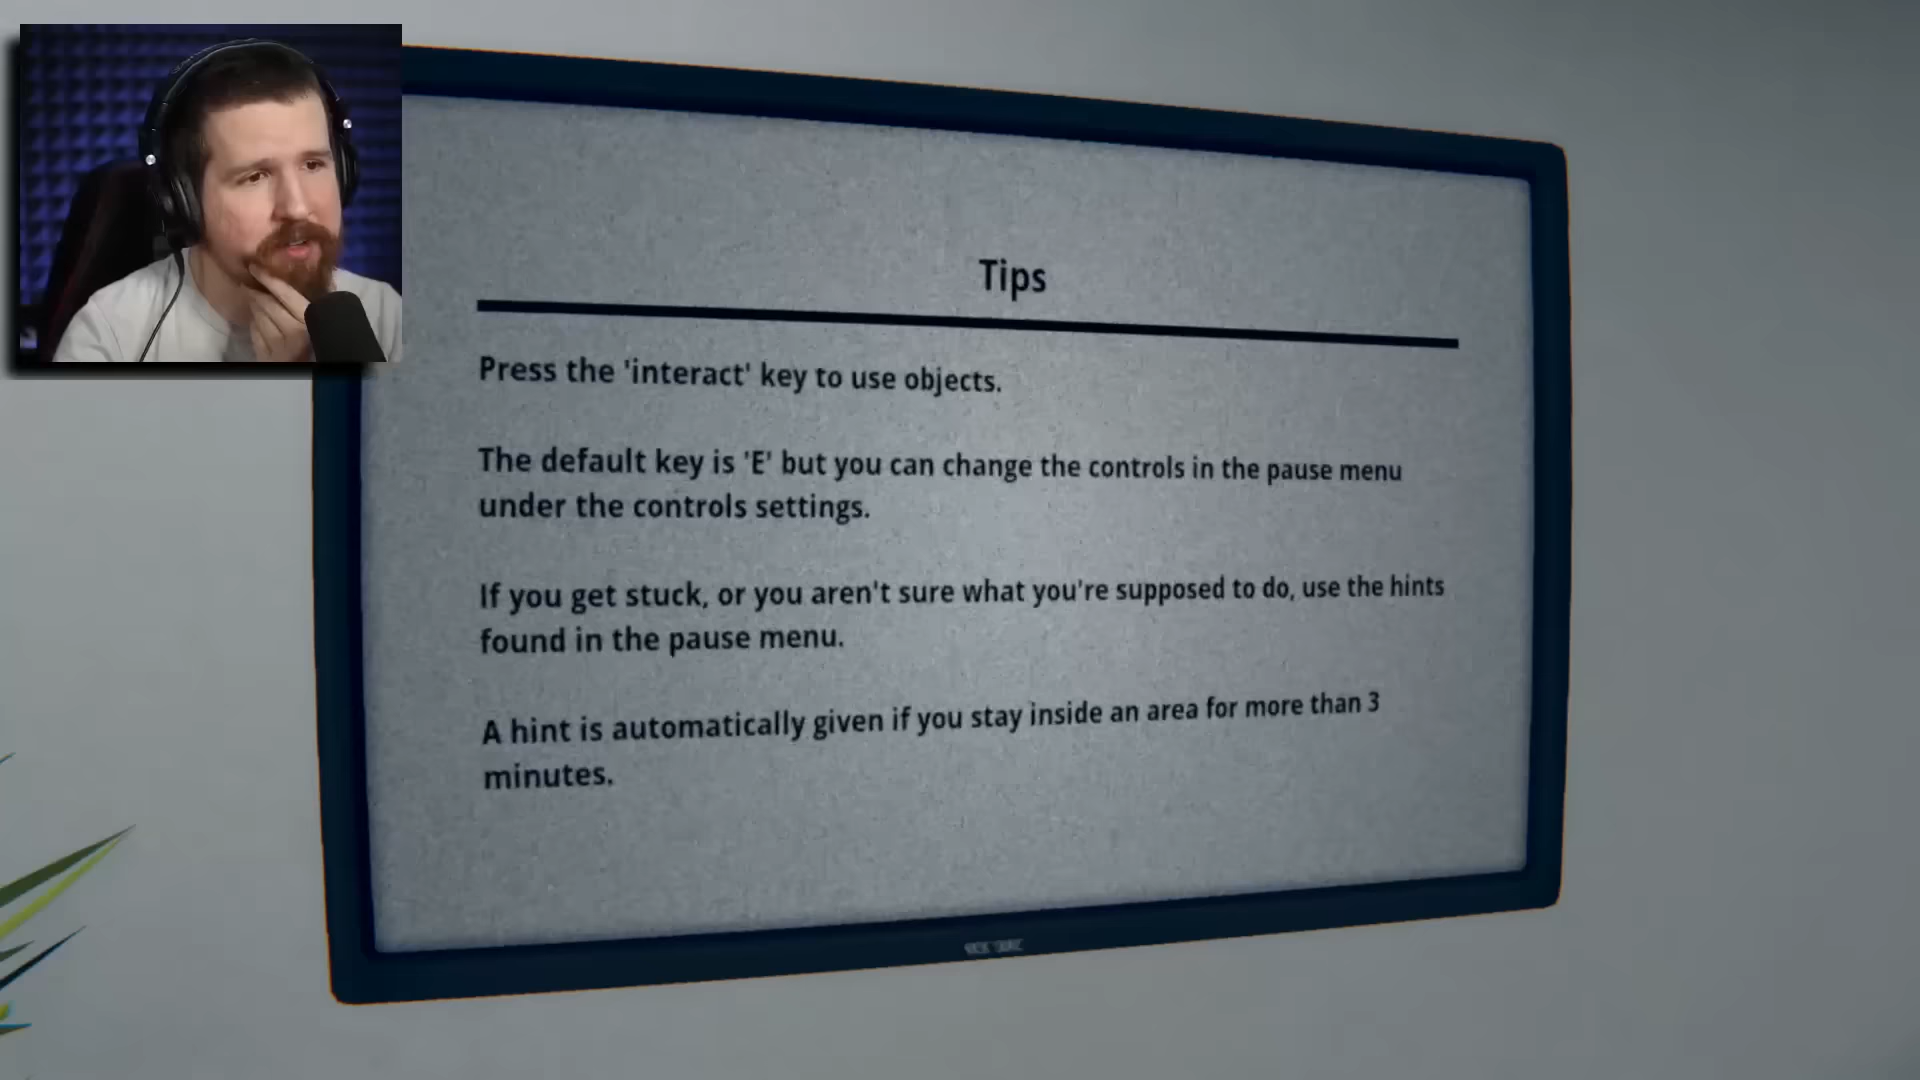 Tips
Press the 'interact' key to use objects.
The default key is 'E' but you can change the controls in the pause menu
under the controls settings.
If you get stuck, or you aren't sure what you're supposed to do, use the hints
found in the pause menu.
A hint is automatically given if you stay inside an area for more than 3
minutes.